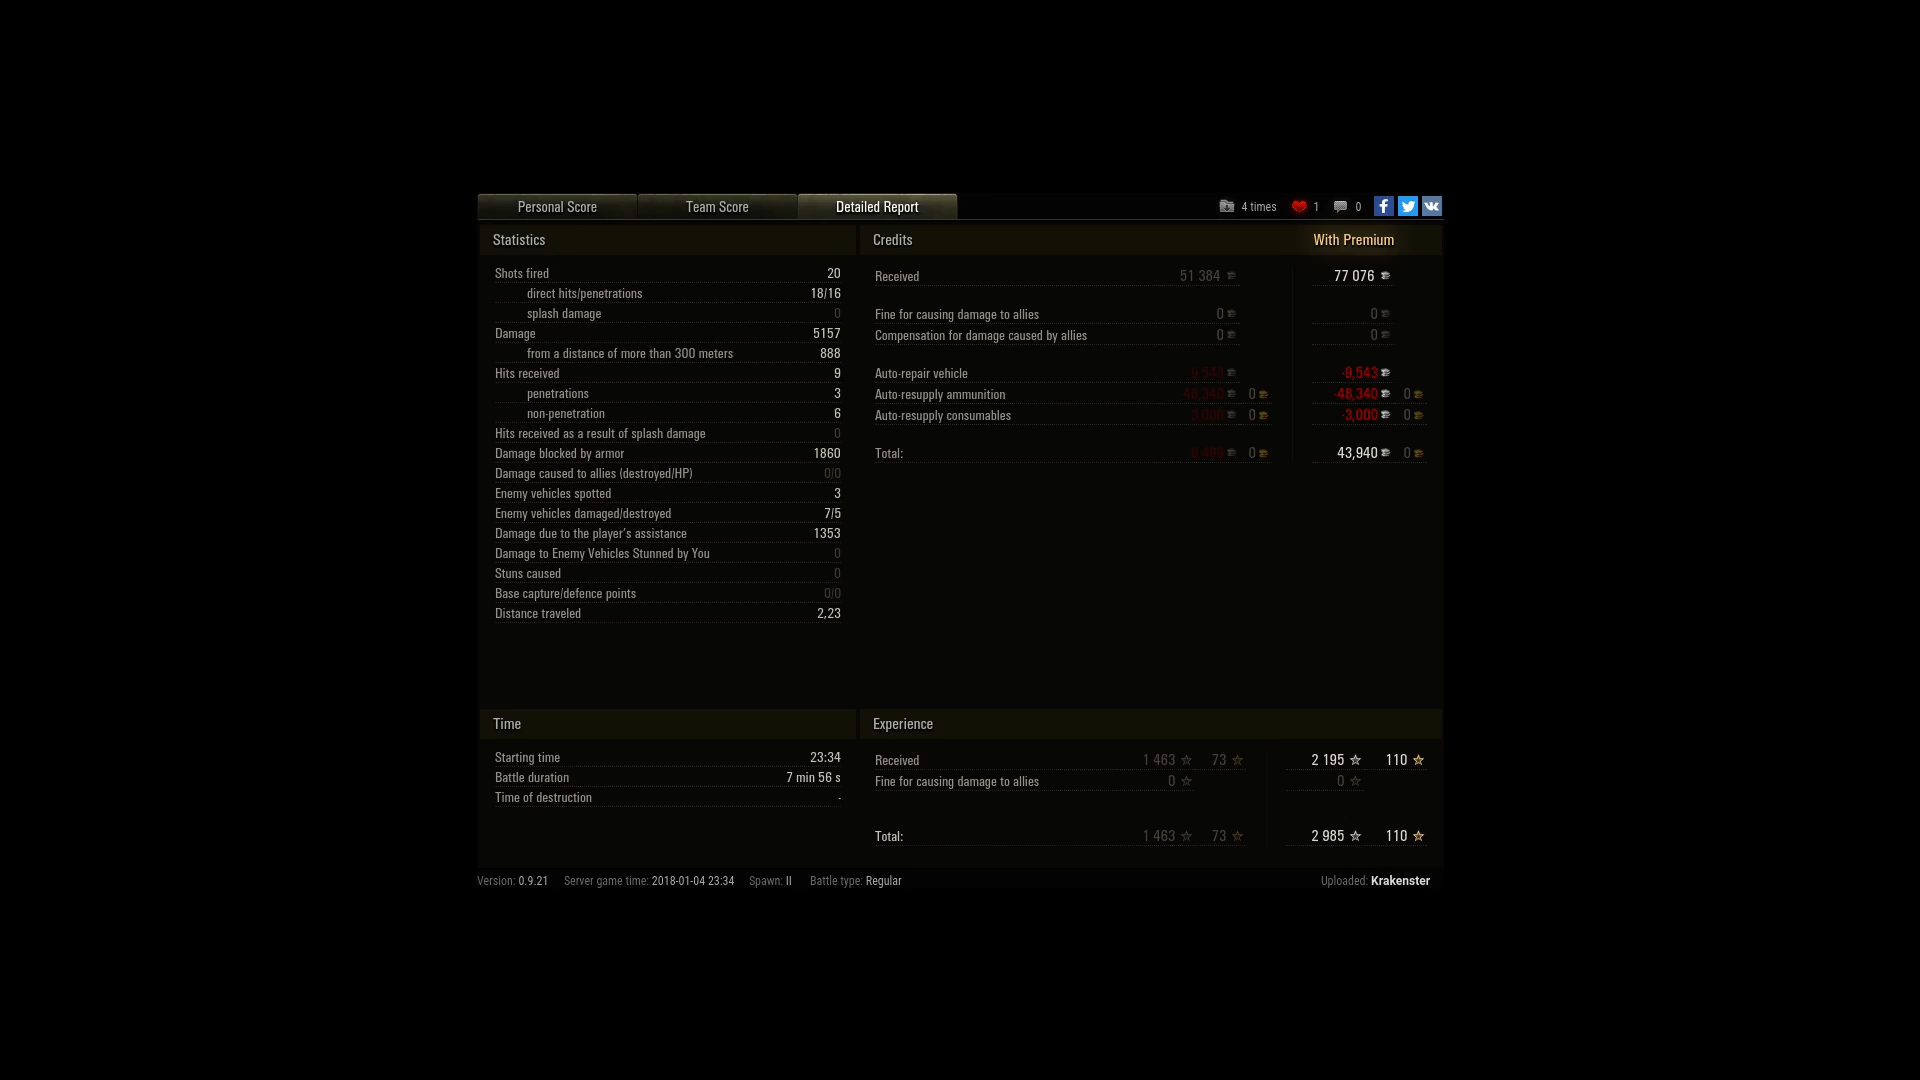 Personal Score Team Score Detailed Report 4 times 1 0
Statistics
Shots fired 20
direct hits/penetrations 18/16
splash damage 0
Damage 5157
from a distance of more than 300 meters 888
Hits received 9
penetrations 3
non-penetration 6
Hits received as a result of splash damage 0
Damage blocked by armor 1860
Damage caused to allies (destroyed/HP) 0/0
Enemy vehicles spotted 3
Enemy vehicles damaged/destroyed 7/5
Damage due to the player's assistance 1353
Damage to Enemy Vehicles Stunned by You 0
Stuns caused 0
Base capture/defence points 0/0
Distance traveled 2,23
Credits With Premium
Received 51 384 77 076
Fine for causing damage to allies 0 0
Compensation for damage caused by allies 0 0
Auto-repair vehicle -9,543
Auto-resupply ammunition 0 -48,340 0
Auto-resupply consumables 0 -3,000 0
Total: 0 43,940 0
Time
Starting time 23:34
Battle duration 7 min 56 s
Time of destruction -
Experience
Received 1 463 73 2 195 110
Fine for causing damage to allies 0 0
Total: 1 463 73 2 985 110
Version: 0.9.21 Server game time: 2018-01-04 23:34 Spawn: II Battle type: Regular Uploaded: Krakenster